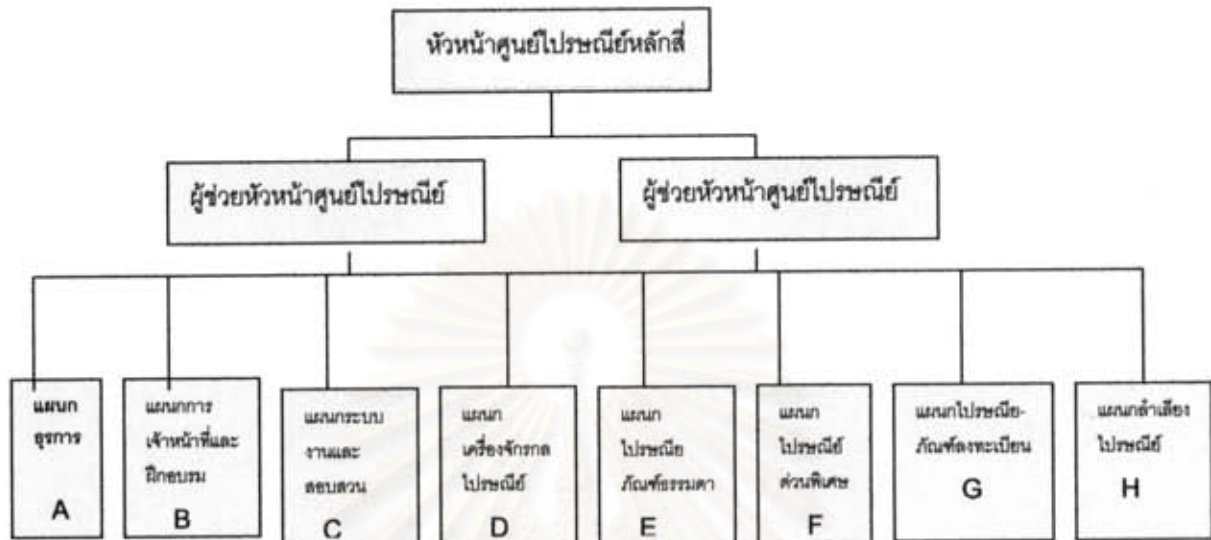 หัวหน้าศูนย์ไปรษณีย์หลักสี่
ผู้ช่วยหัวหน้าศูนย์ไปรษณีย์
ผู้ช่วยหัวหน้าศูนย์ไปรษณีย์
แผนก
ธุรการ
A
แผนกการ
เจ้าหน้าที่และ
ฝึกอบรม
B
แผนกระบบ
งานและ
สอบสวน
C
แผนก
เครื่องจักรกล
ไปรษณีย์
D
แผนก
ไปรษณีย
ภัณฑ์ธรรมดา
E
แผนก
ไปรษณีย์
ด่วนพิเศษ
F
แผนกไปรษณีย-
ภัณฑ์ลงทะเบียน
G
แผนกลำเลียง
ไปรษณีย์
H